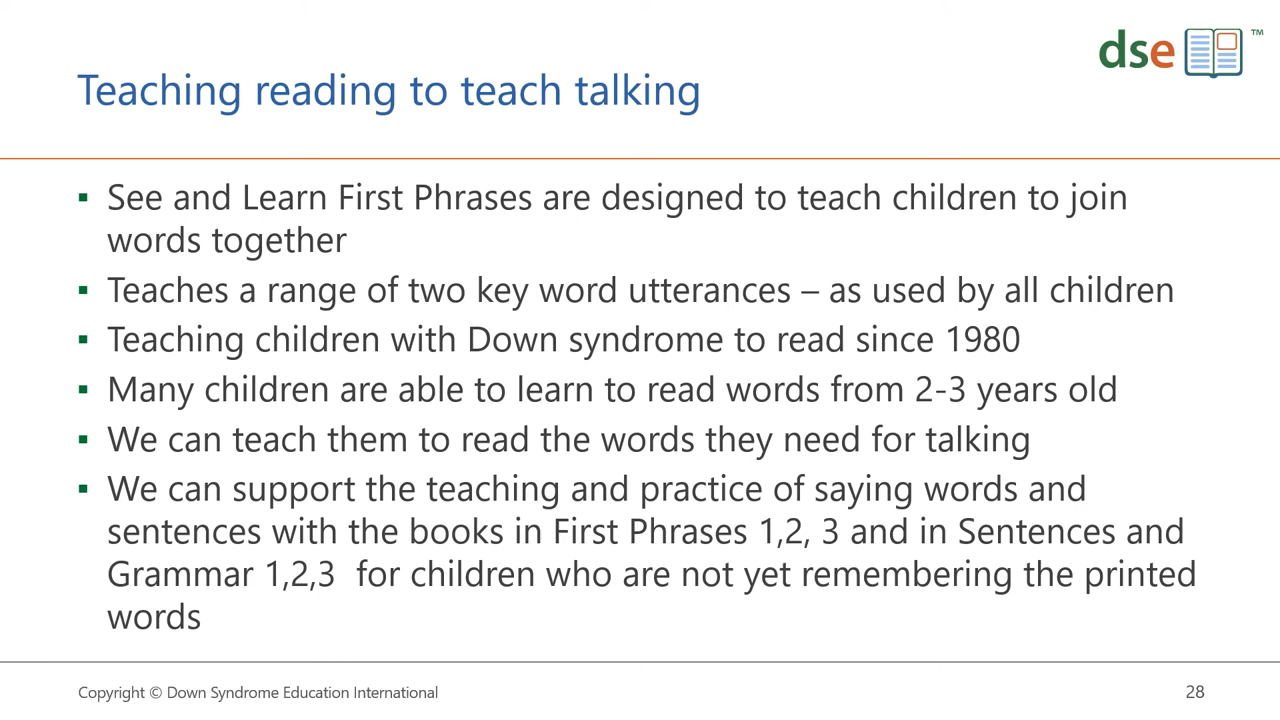 dse ™
Teaching reading to teach talking
▪ See and Learn First Phrases are designed to teach children to join
words together
▪ Teaches a range of two key word utterances – as used by all children
▪ Teaching children with Down syndrome to read since 1980
▪ Many children are able to learn to read words from 2-3 years old
▪ We can teach them to read the words they need for talking
▪ We can support the teaching and practice of saying words and
sentences with the books in First Phrases 1,2, 3 and in Sentences and
Grammar 1,2,3  for children who are not yet remembering the printed
words
Copyright © Down Syndrome Education International
28